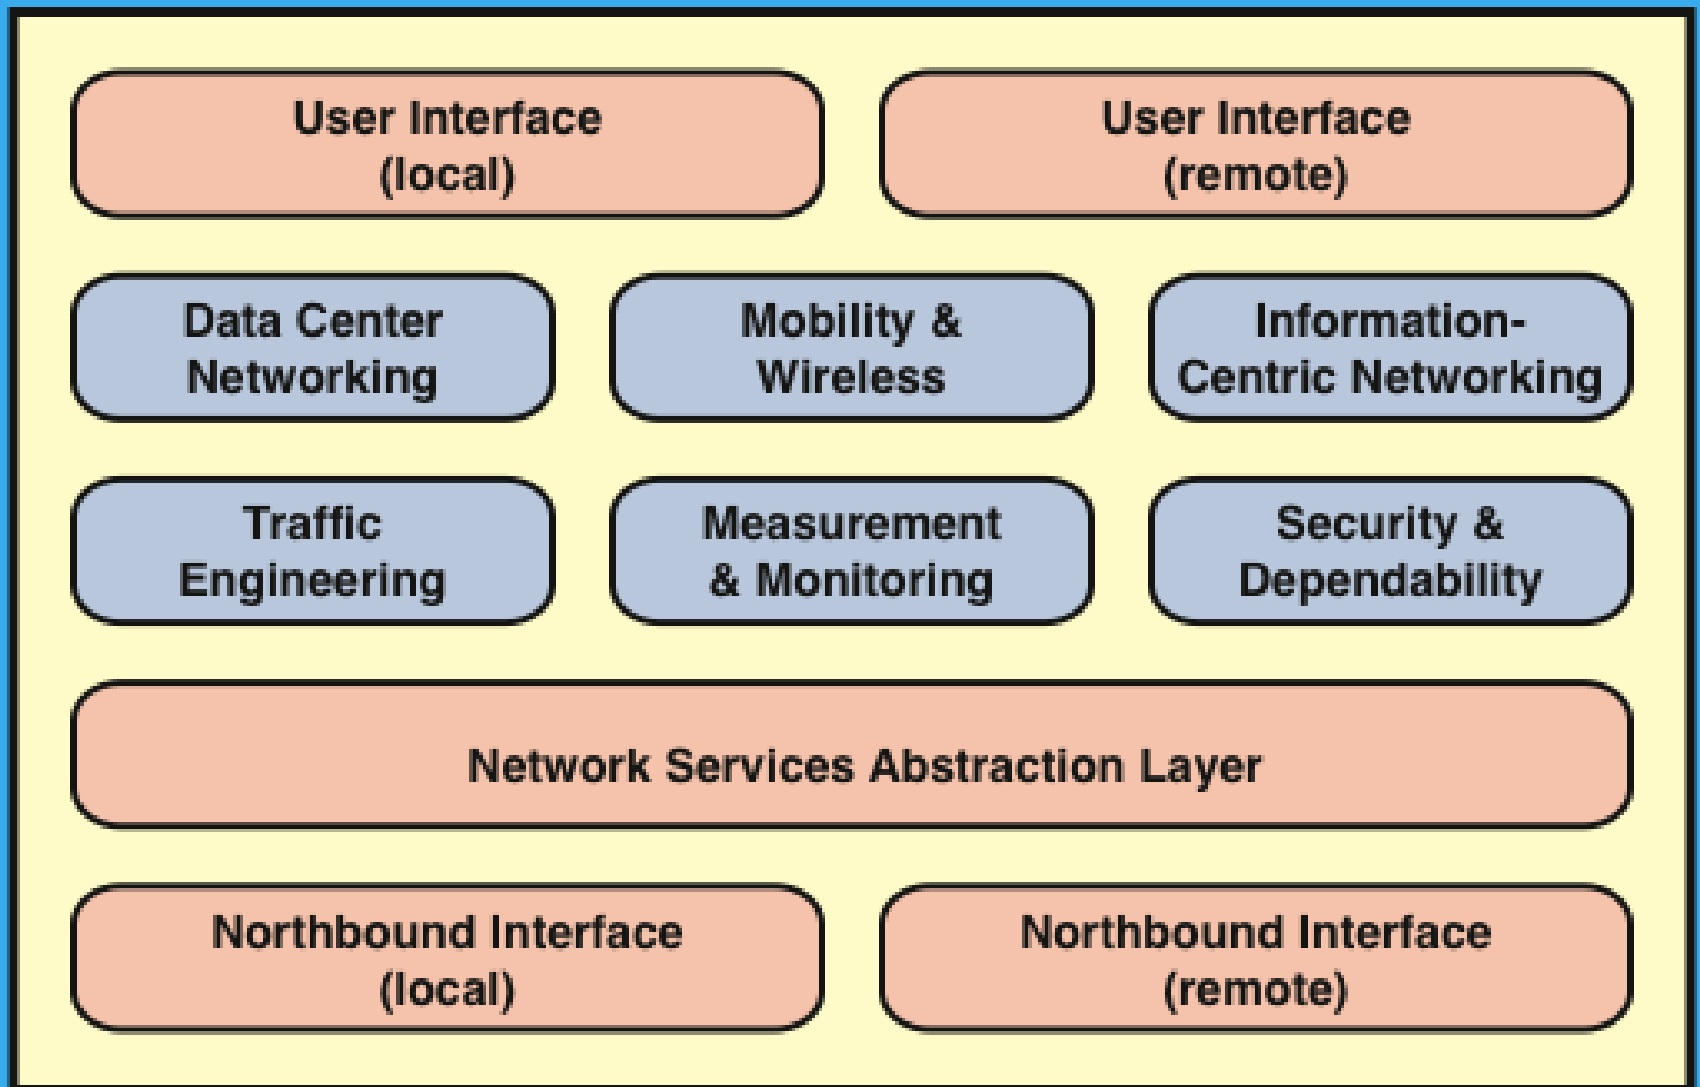 User Interface
(local)
User Interface
(remote)
Data Center
Networking
Mobility &
Wireless
Information-
Centric Networking
Traffic
Engineering
Measurement
& Monitoring
Security &
Dependability
Network Services Abstraction Layer
Northbound Interface
(local)
Northbound Interface
(remote)